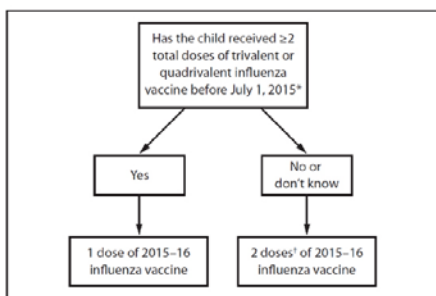 Has the child received ≥2
total doses of trivalent or
quadrivalent influenza
vaccine before July 1, 2015*
Yes
No or
don't know
1 dose of 2015–16
influenza vaccine
2 doses† of 2015–16
influenza vaccine